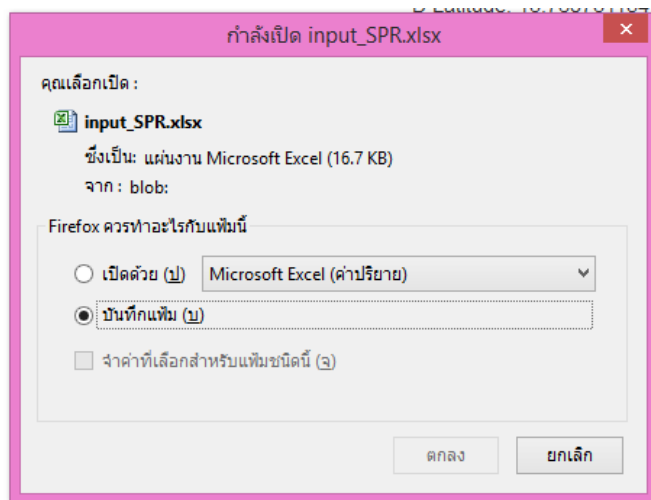 กำลังเปิด input_SPR.xlsx
คุณเลือกเปิด :
input_SPR.xlsx
ซึ่งเป็น: แผ่นงาน Microsoft Excel (16.7 KB)
จาก : blob:
Firefox ควรทำอะไรกับแฟ้มนี้
เปิดด้วย (ป) Microsoft Excel (ค่าปริยาย)
บันทึกแฟ้ม (บ)
จำค่าที่เลือกสำหรับแฟ้มชนิดนี้ (จ)
ตกลง ยกเลิก